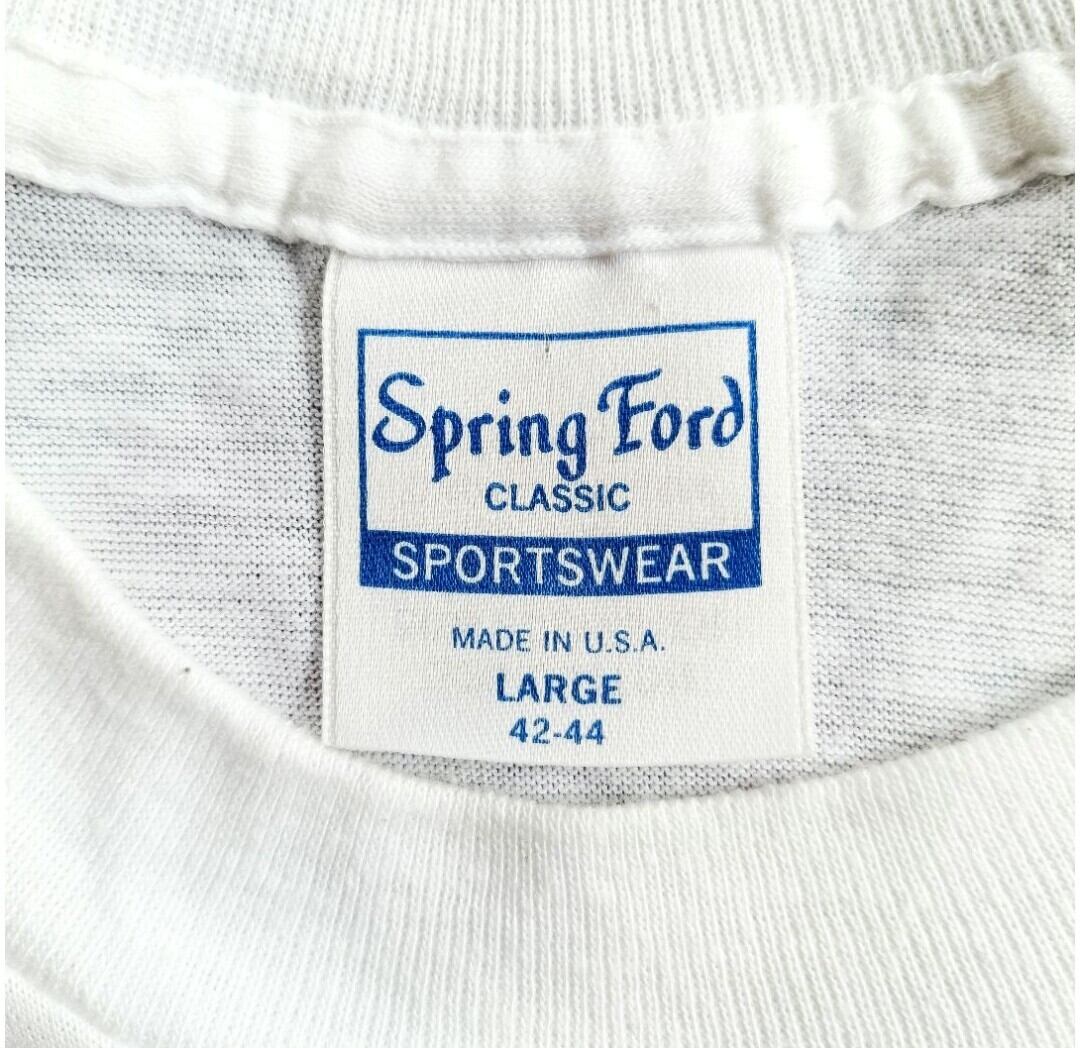 Spring Ford
CLASSIC
SPORTSWEAR
MADE IN U.S.A.
LARGE
42-44